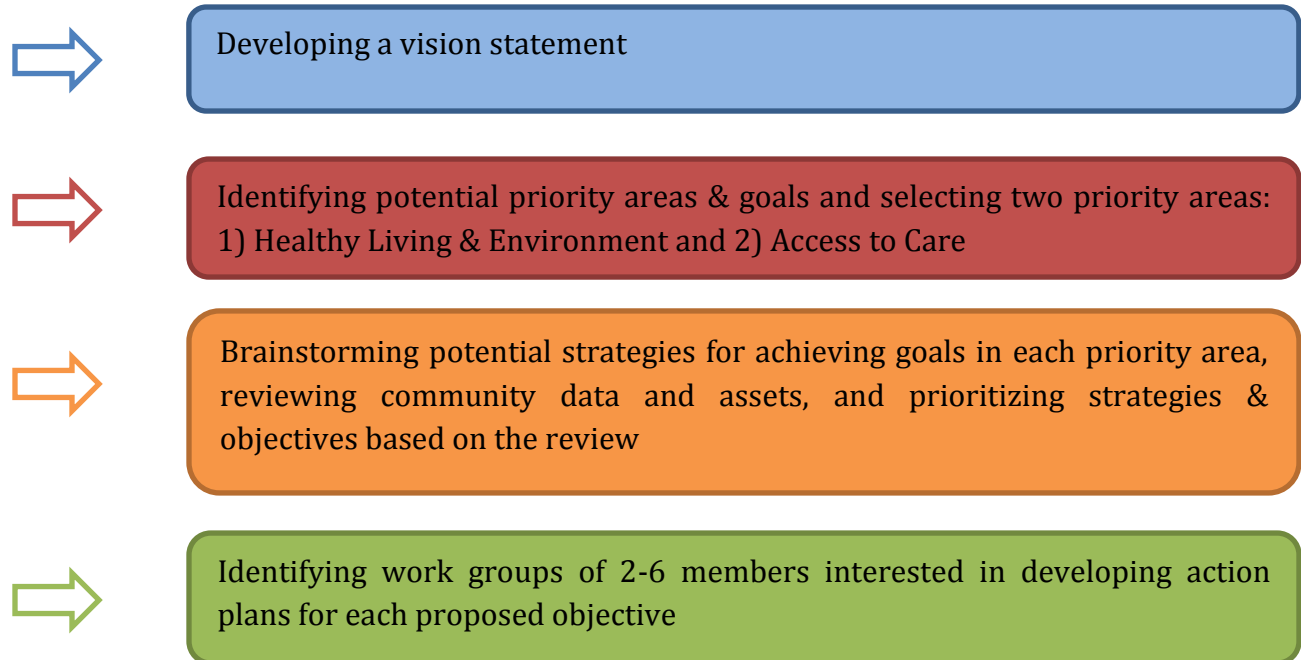 Developing a vision statement
Identifying potential priority areas & goals and selecting two priority areas:
1) Healthy Living & Environment and 2) Access to Care
Brainstorming potential strategies for achieving goals in each priority area,
reviewing community data and assets, and prioritizing strategies &
objectives based on the review
Identifying work groups of 2-6 members interested in developing action
plans for each proposed objective